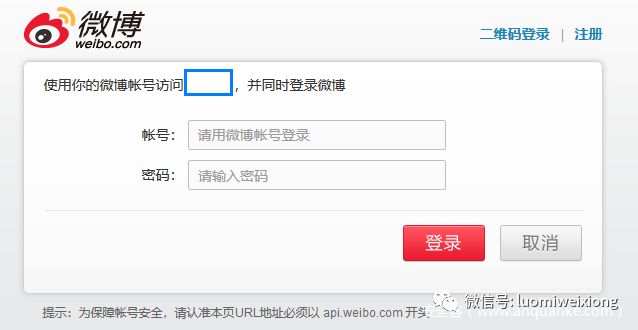 微博
weibo.com
二维码登录 | 注册
使用你的微博帐号访问 ，并同时登录微博
帐号： 请用微博帐号登录
密码： 请输入密码
登录 取消
提示：为保障帐号安全，请认准本页URL地址必须以 api.weibo.com 开头
微信号: luomiweixiong
(www.anquanke.com)